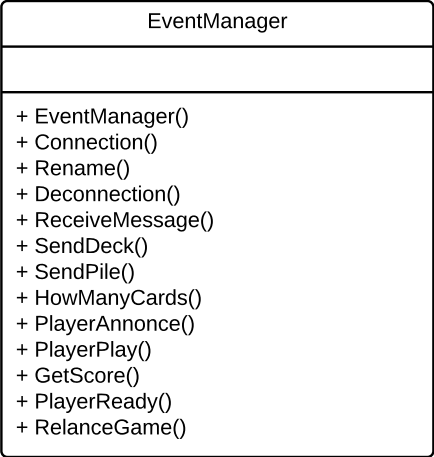 EventManager
+ EventManager()
+ Connection()
+ Rename()
+ Deconnection()
+ ReceiveMessage()
+ SendDeck()
+ SendPile()
+ HowManyCards()
+ PlayerAnnonce()
+ PlayerPlay()
+ GetScore()
+ PlayerReady()
+ RelanceGame()